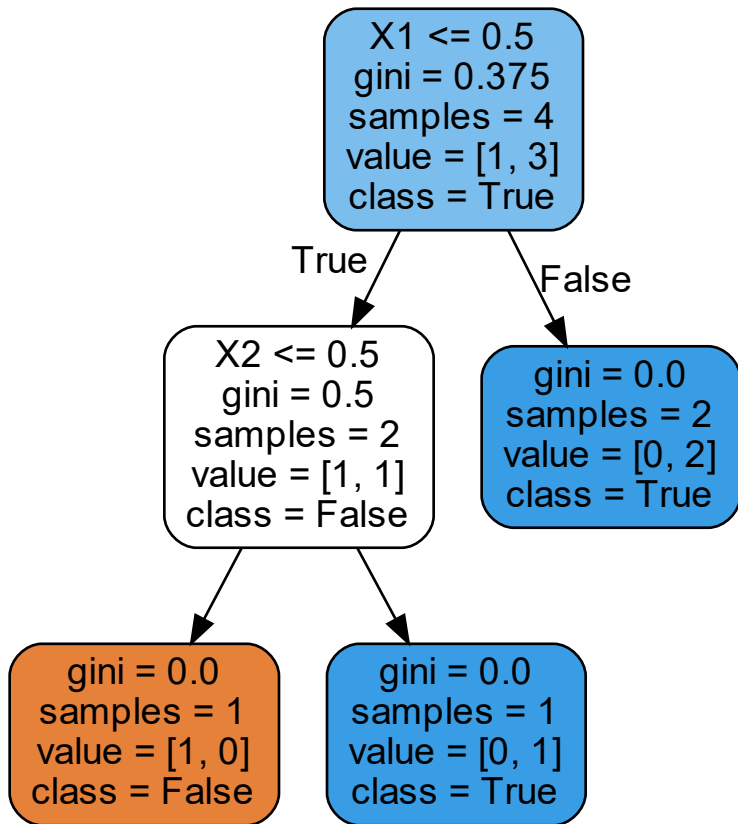 X1 <= 0.5
gini = 0.375
samples = 4
value = [1, 3]
class = True
True
False
X2 <= 0.5
gini = 0.5
samples = 2
value = [1, 1]
class = False
gini = 0.0
samples = 2
value = [0, 2]
class = True
gini = 0.0
samples = 1
value = [1, 0]
class = False
gini = 0.0
samples = 1
value = [0, 1]
class = True